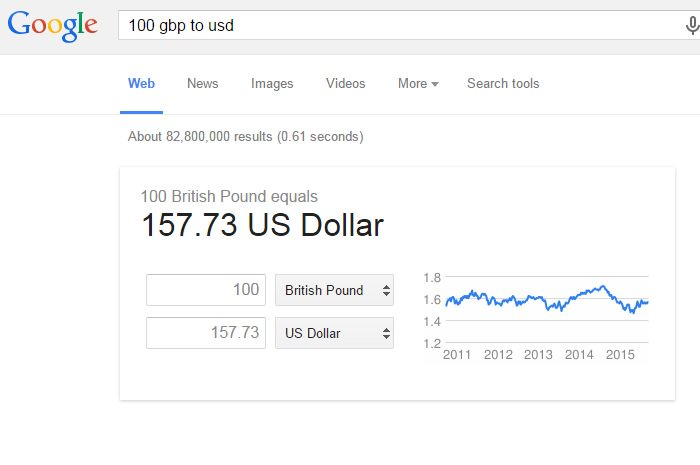 Google
100 gbp to usd
Web News Images Videos More Search tools
About 82,800,000 results (0.61 seconds)
100 British Pound equals
157.73 US Dollar
100 British Pound
157.73 US Dollar
1.8
1.6
1.4
1.2
2011 2012 2013 2014 2015